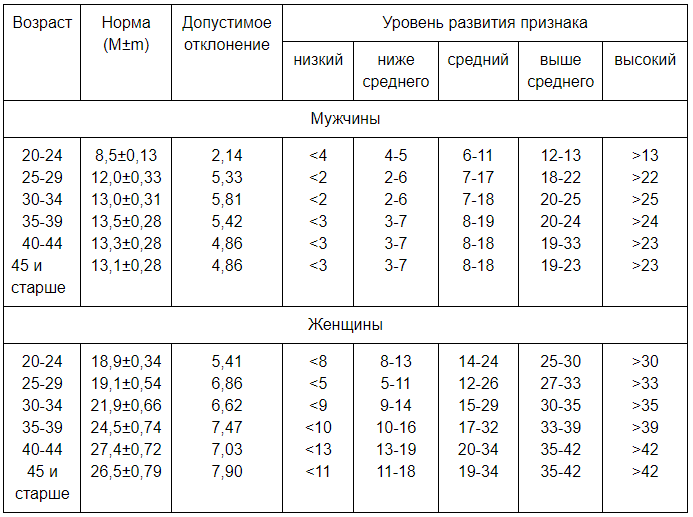 Возраст Норма Допустимое Уровень развития признака
(M±m) отклонение
низкий ниже средний выше высокий
среднего среднего
Мужчины
20-24 8,5±0,13 2,14 <4 4-5 6-11 12-13 >13
25-29 12,0±0,33 5,33 <2 2-6 7-17 18-22 >22
30-34 13,0±0,31 5,81 <2 2-6 7-18 20-25 >25
35-39 13,5±0,28 5,42 <3 3-7 8-19 20-24 >24
40-44 13,3±0,28 4,86 <3 3-7 8-18 19-33 >23
45 и 13,1±0,28 4,86 <3 3-7 8-18 19-23 >23
старше
Женщины
20-24 18,9±0,34 5,41 <8 8-13 14-24 25-30 >30
25-29 19,1±0,54 6,86 <5 5-11 12-26 27-33 >33
30-34 21,9±0,66 6,62 <9 9-14 15-29 30-35 >35
35-39 24,5±0,74 7,47 <10 10-16 17-32 33-39 >39
40-44 27,4±0,72 7,03 <13 13-19 20-34 35-42 >42
45 и 26,5±0,79 7,90 <11 11-18 19-34 35-42 >42
старше